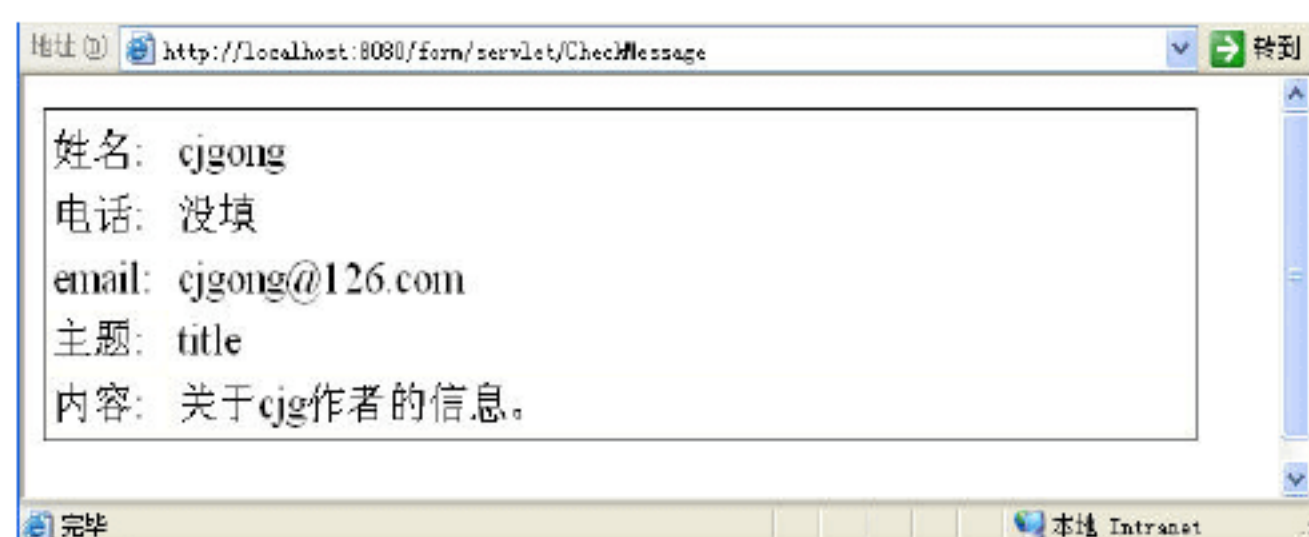 地址(D) http://localhost:8080/form/servlet/CheckMessage 转到
姓名: cjgong
电话: 没填
email: cjgong@126.com
主题: title
内容: 关于cjg作者的信息。
完毕 本地 Intranet